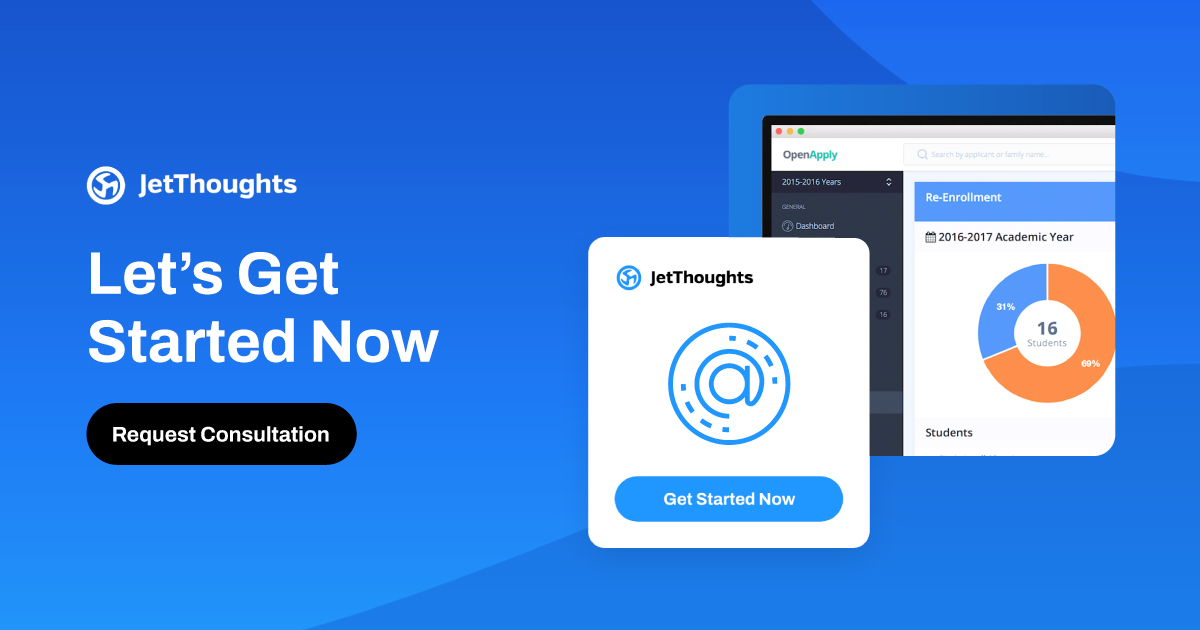 JetThoughts
Let’s Get
Started Now
Request Consultation
OpenApply
Search by applicant or family name...
2015-2016 Years
GENERAL
Dashboard
17
76
16
Re-Enrollment
2016-2017 Academic Year
31%
16
Students
69%
Students
JetThoughts
@
Get Started Now